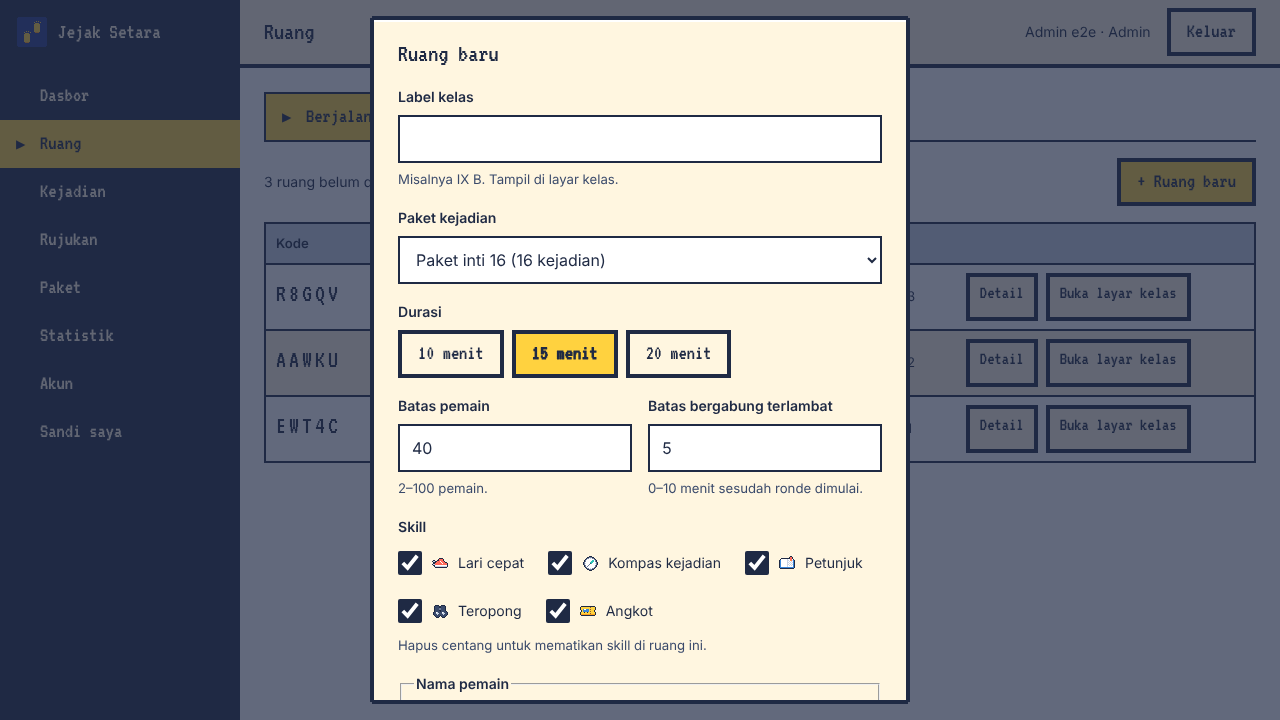 Jejak Setara
Ruang
Admin e2e · Admin
Keluar
Dasbor
Ruang
Kejadian
Rujukan
Paket
Statistik
Akun
Sandi saya
▶ Berjalan
3 ruang belum
+ Ruang baru
Kode
R8GQV
Detail
Buka layar kelas
AAWKU
Detail
Buka layar kelas
EWT4C
Detail
Buka layar kelas
Ruang baru
Label kelas
Misalnya IX B. Tampil di layar kelas.
Paket kejadian
Paket inti 16 (16 kejadian)
Durasi
10 menit
15 menit
20 menit
Batas pemain
Batas bergabung terlambat
40
5
2–100 pemain.
0–10 menit sesudah ronde dimulai.
Skill
Lari cepat
Kompas kejadian
Petunjuk
Teropong
Angkot
Hapus centang untuk mematikan skill di ruang ini.
Nama pemain